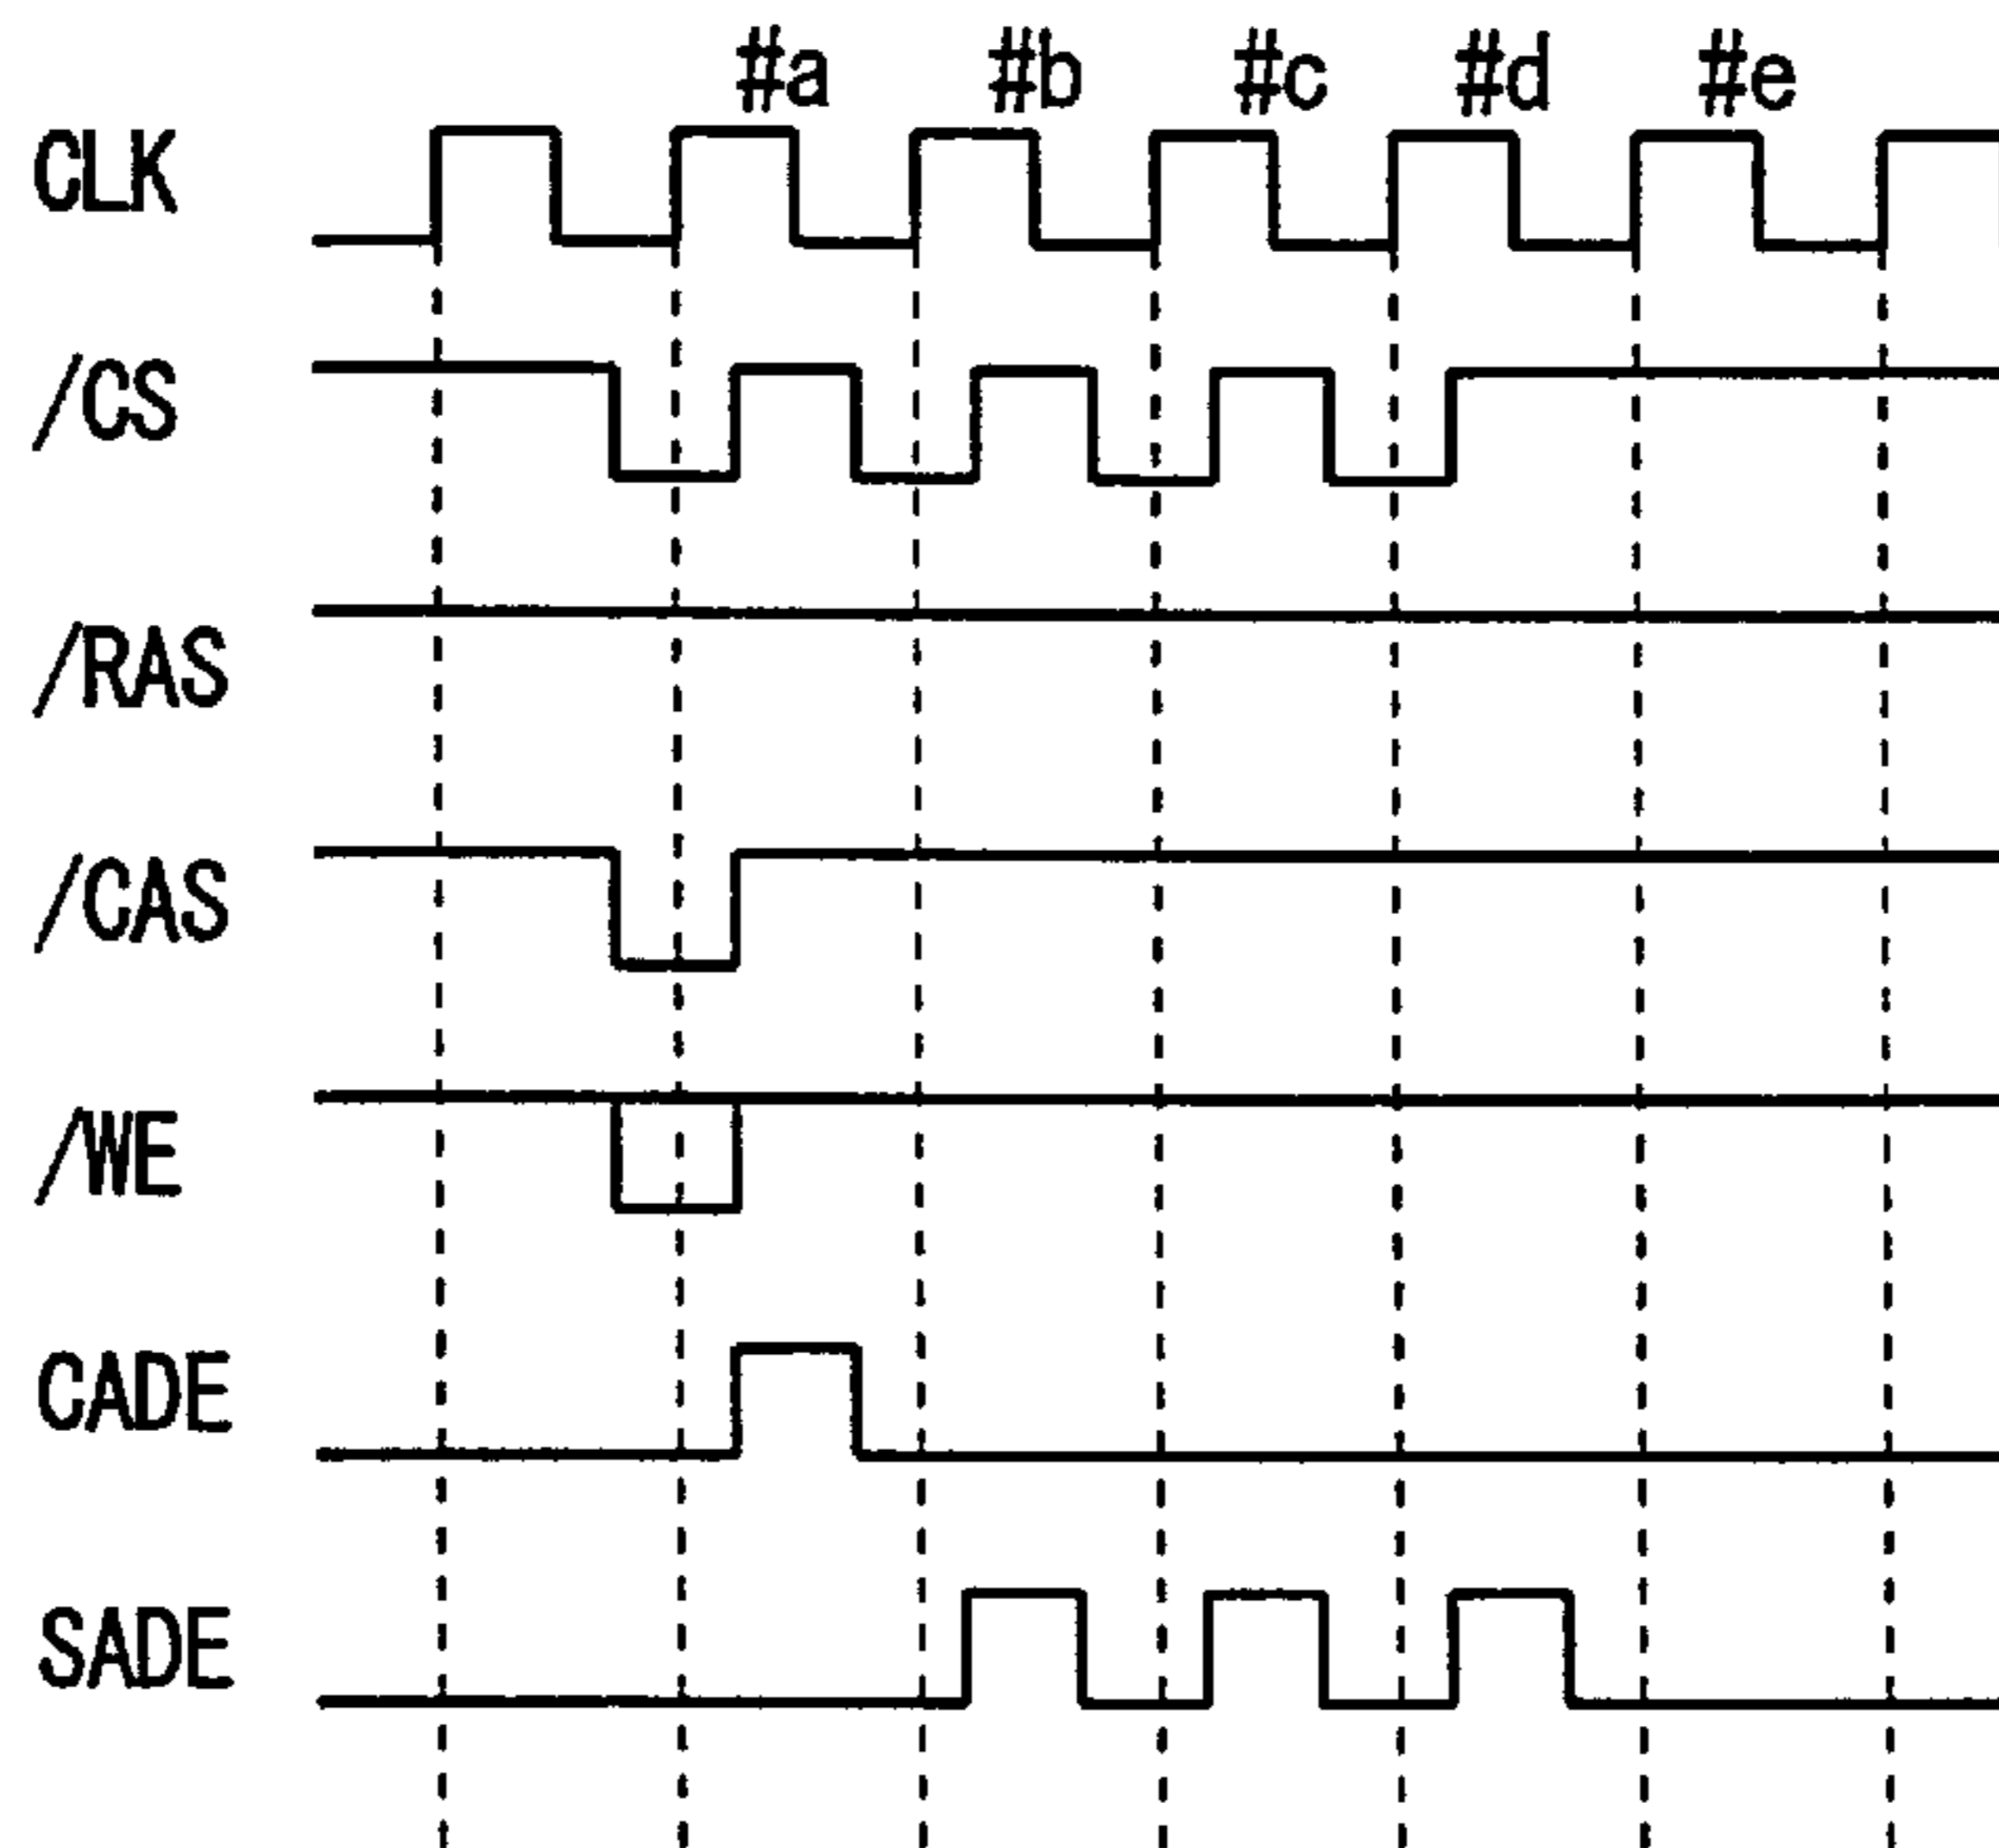 #a #b #c #d #e
CLK
/CS
/RAS
/CAS
/WE
CADE
SADE